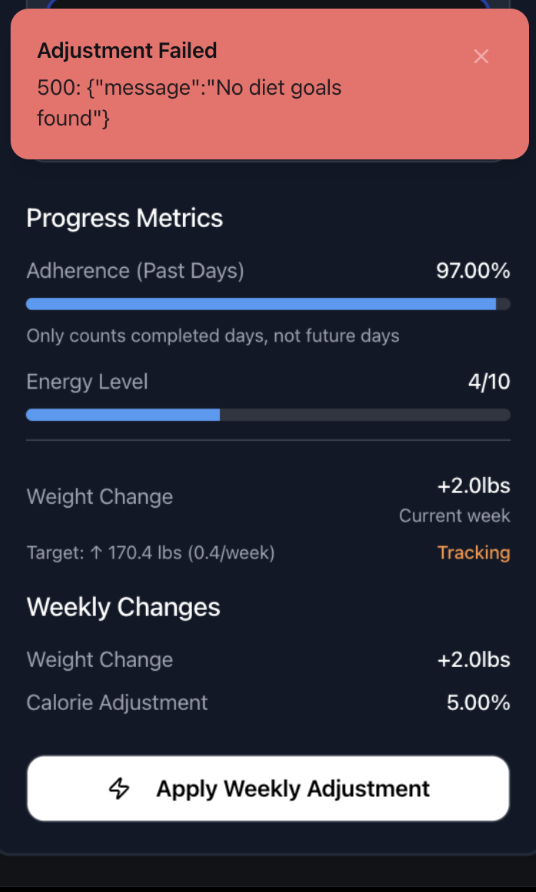 Adjustment Failed
500: {"message":"No diet goals
found"}
Progress Metrics
Adherence (Past Days) 97.00%
Only counts completed days, not future days
Energy Level 4/10
Weight Change +2.0lbs
Current week
Target: ↑ 170.4 lbs (0.4/week) Tracking
Weekly Changes
Weight Change +2.0lbs
Calorie Adjustment 5.00%
Apply Weekly Adjustment